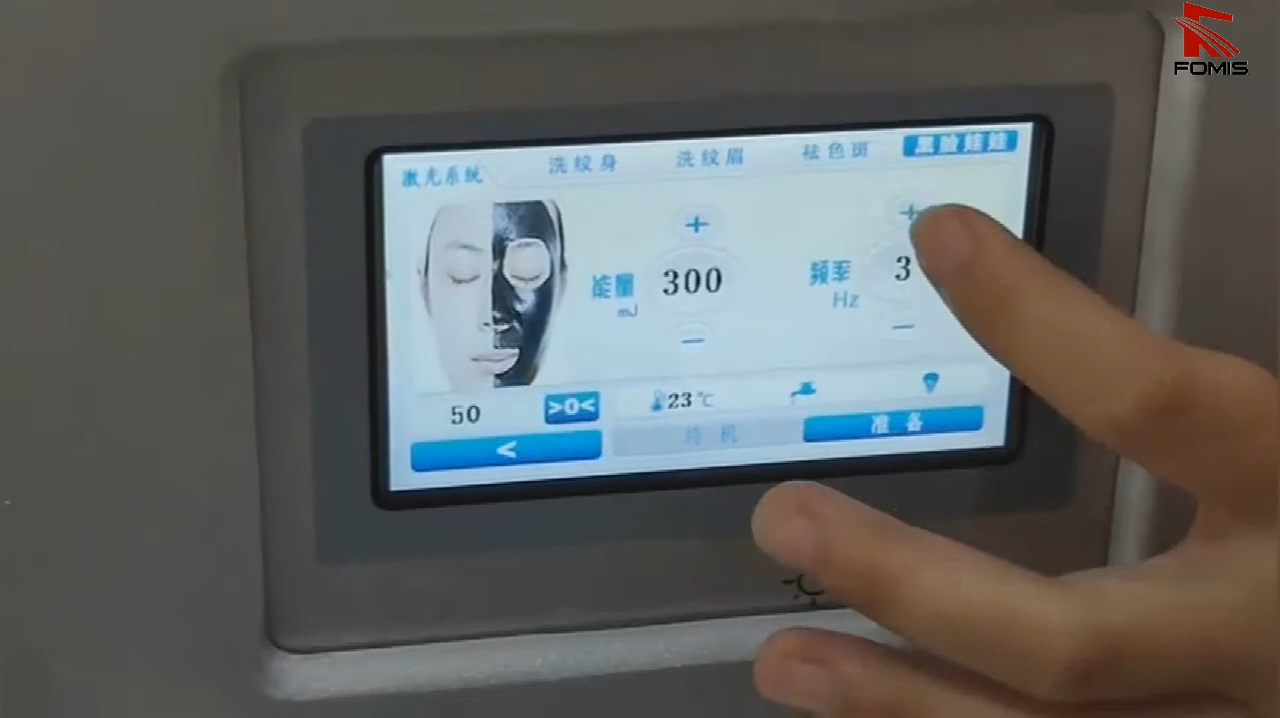 FOMIS
激光系统 洗纹身 洗纹眉 祛色斑 黑脸娃娃
+ +
能量 300 频率 3
mJ Hz
− −
50 >0< 23℃
< 待机 准备